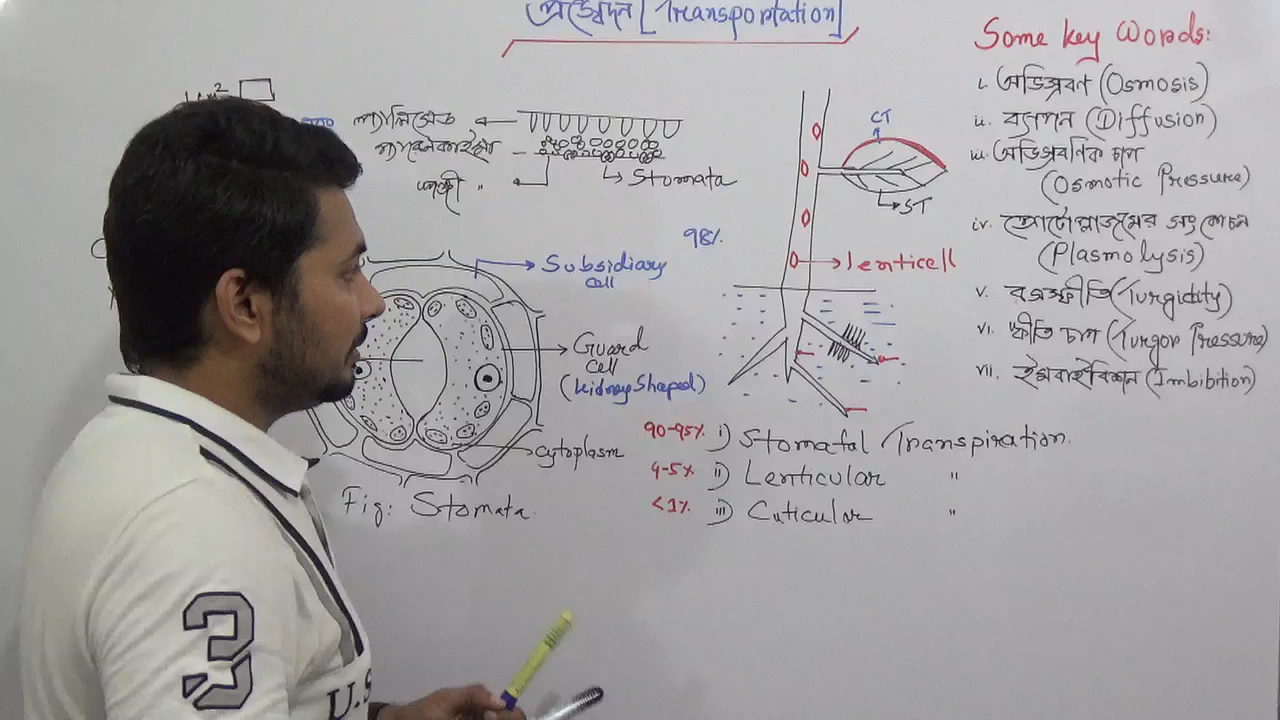 প্রস্বেদন [Transportation]
Some Key Words:
i. অভিস্রবণ (Osmosis)
ii. ব্যাপন (Diffusion)
iii. অভিস্রবণিক চাপ
(Osmotic Pressure)
iv. প্রোটোপ্লাজমের সংকোচন
(Plasmolysis)
v. রসস্ফীতি (Turgidity)
vi. স্ফীতি চাপ (Turgor Pressure)
vii. ইমবাইবিশন (Imbibition)
প্যালিসেড
Stomata
CT
ST
98%
lenticell
Subsidiary
cell
Guard
cell
(Kidney Shaped)
cytoplasm
Fig: Stomata
90-95% i) Stomatal Transpiration.
4-5% ii) Lenticular "
<1% iii) Cuticular "
3
U.S